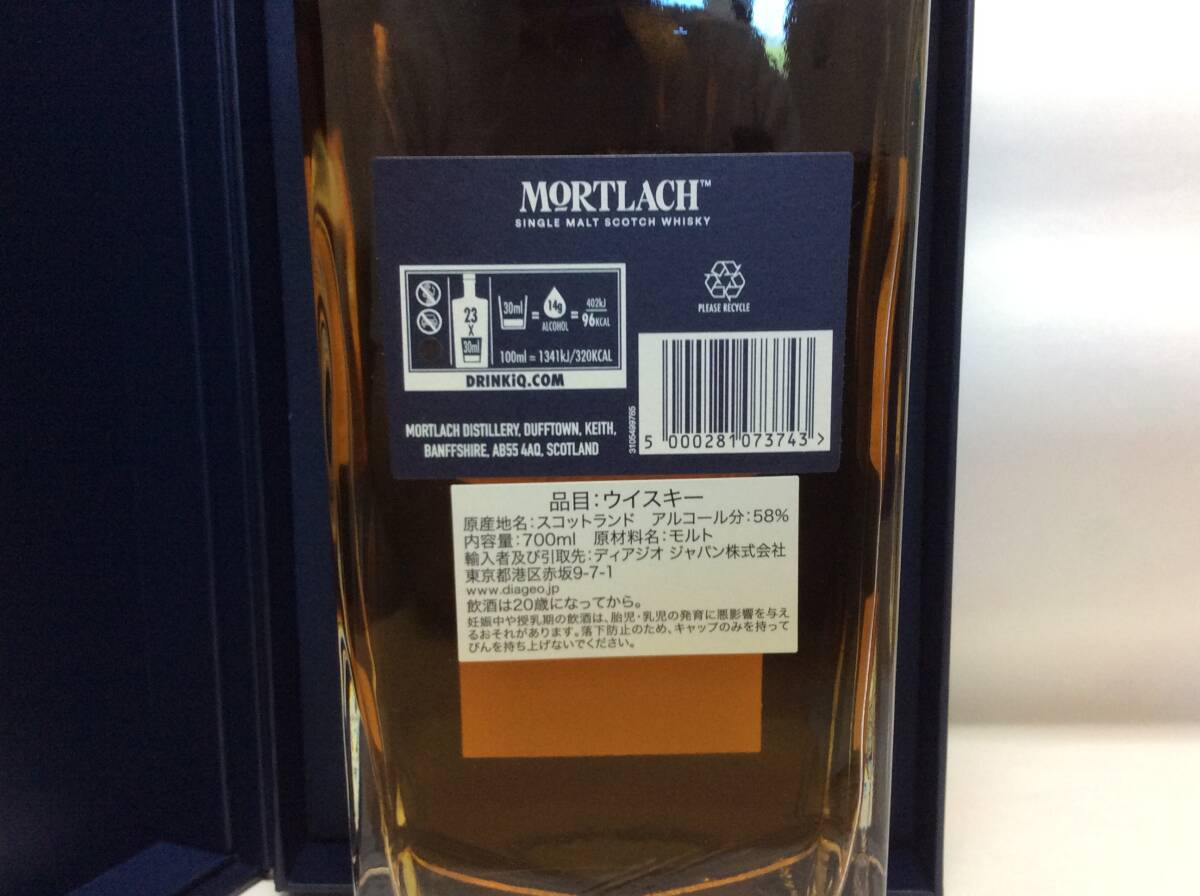 MORTLACH™
SINGLE MALT SCOTCH WHISKY
23
X
30ml
30ml
=
14g
ALCOHOL
=
402kJ
96KCAL
100ml = 1341kJ/320KCAL
DRINKiQ.COM
PLEASE RECYCLE
MORTLACH DISTILLERY, DUFFTOWN, KEITH,
BANFFSHIRE, AB55 4AQ, SCOTLAND
3105499765
5 000281 073743 >
品目:ウイスキー
原産地名:スコットランド アルコール分:58%
内容量:700ml 原材料名:モルト
輸入者及び引取先:ディアジオ ジャパン株式会社
東京都港区赤坂9-7-1
www.diageo.jp
飲酒は20歳になってから。
妊娠中や授乳期の飲酒は、胎児・乳児の発育に悪影響を与え
るおそれがあります。落下防止のため、キャップのみを持って
びんを持ち上げないでください。